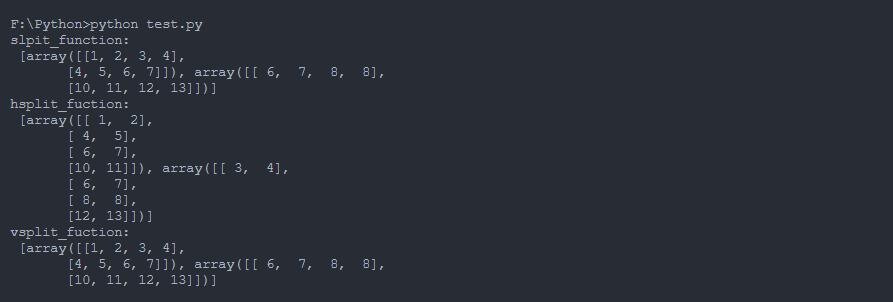 F:\Python>python test.py
slpit_function:
 [array([[1, 2, 3, 4],
       [4, 5, 6, 7]]), array([[ 6,  7,  8,  8],
       [10, 11, 12, 13]])]
hsplit_fuction:
 [array([[ 1,  2],
       [ 4,  5],
       [ 6,  7],
       [10, 11]]), array([[ 3,  4],
       [ 6,  7],
       [ 8,  8],
       [12, 13]])]
vsplit_fuction:
 [array([[1, 2, 3, 4],
       [4, 5, 6, 7]]), array([[ 6,  7,  8,  8],
       [10, 11, 12, 13]])]